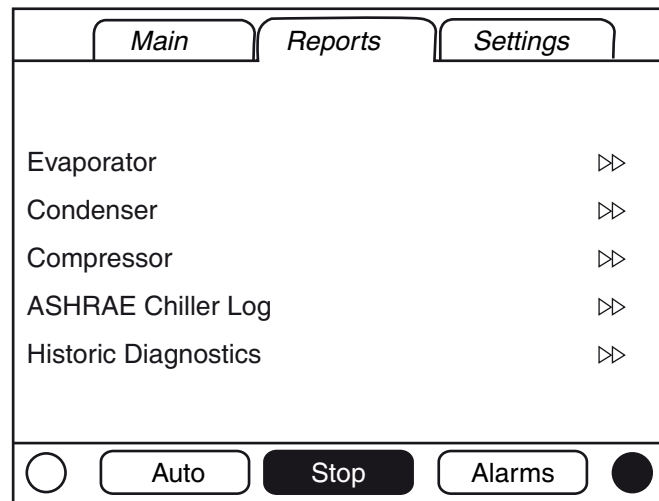 Main Reports Settings
Evaporator
Condenser
Compressor
ASHRAE Chiller Log
Historic Diagnostics
Auto Stop Alarms